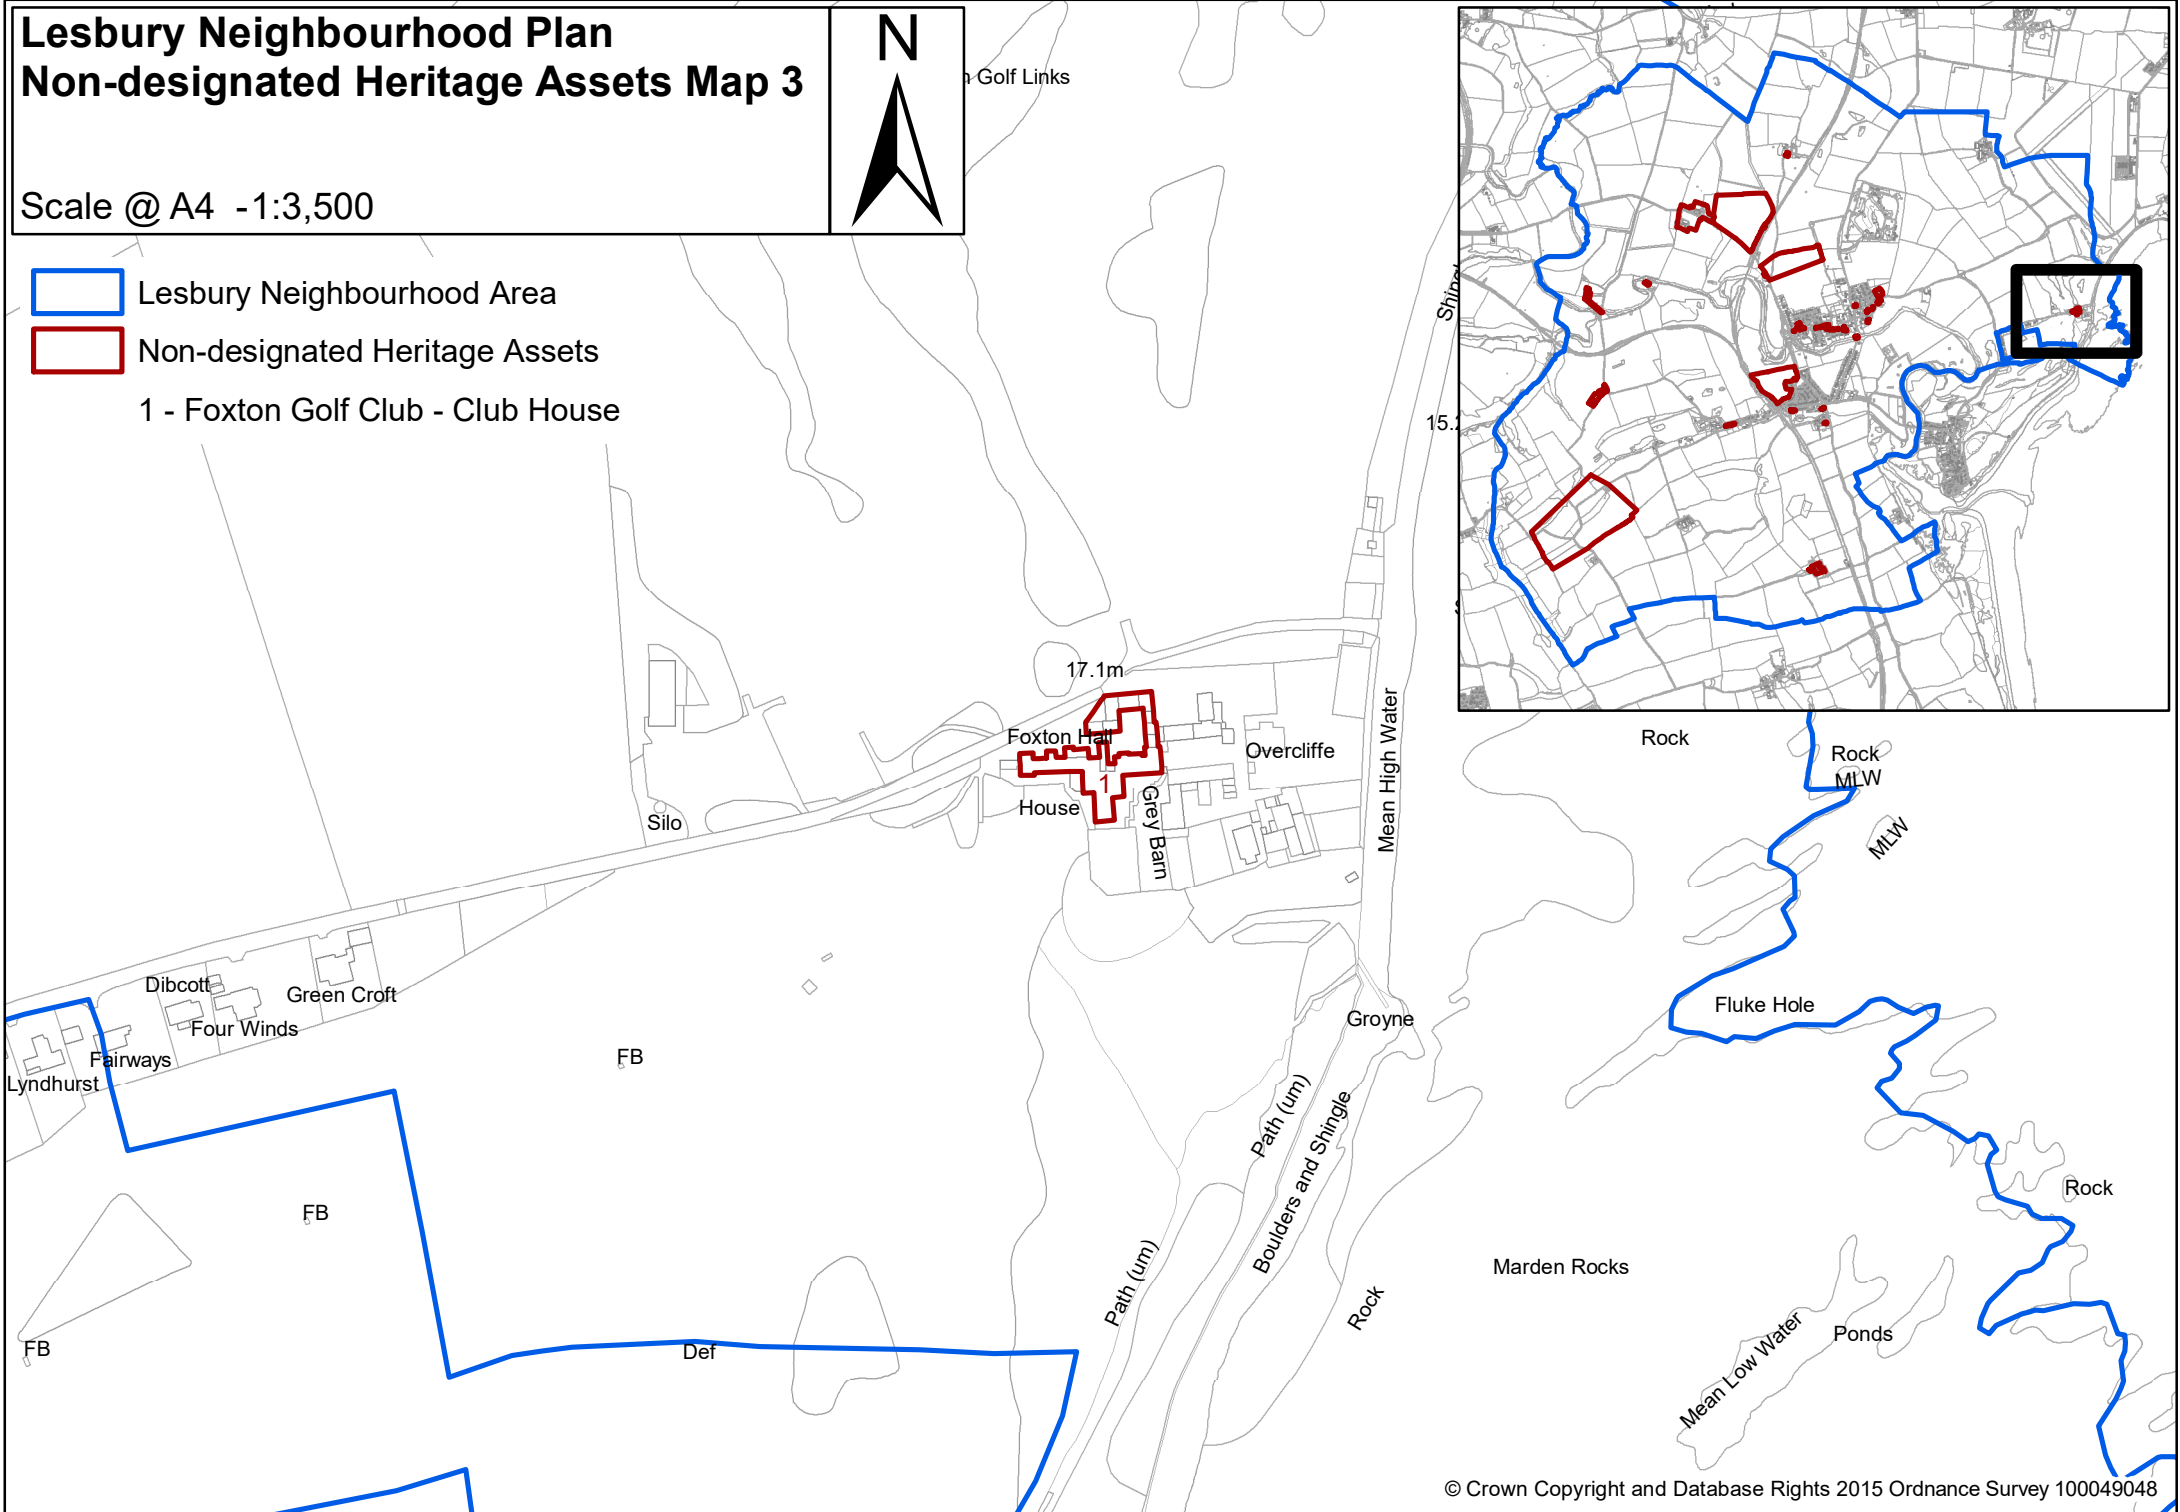 Lesbury Neighbourhood Plan
Non-designated Heritage Assets Map 3
Scale @ A4 -1:3,500
N
Golf Links
Lesbury Neighbourhood Area
Non-designated Heritage Assets
1 - Foxton Golf Club - Club House
17.1m
Foxton Hall
1
House
Grey Barn
Overcliffe
Mean High Water
Silo
Rock
Rock
MLW
MLW
Dibcott
Green Croft
Four Winds
Fairways
Lyndhurst
FB
Groyne
Fluke Hole
Path (um)
Boulders and Shingle
Rock
FB
Path (um)
Rock
Marden Rocks
FB
Def
Mean Low Water
Ponds
© Crown Copyright and Database Rights 2015 Ordnance Survey 100049048